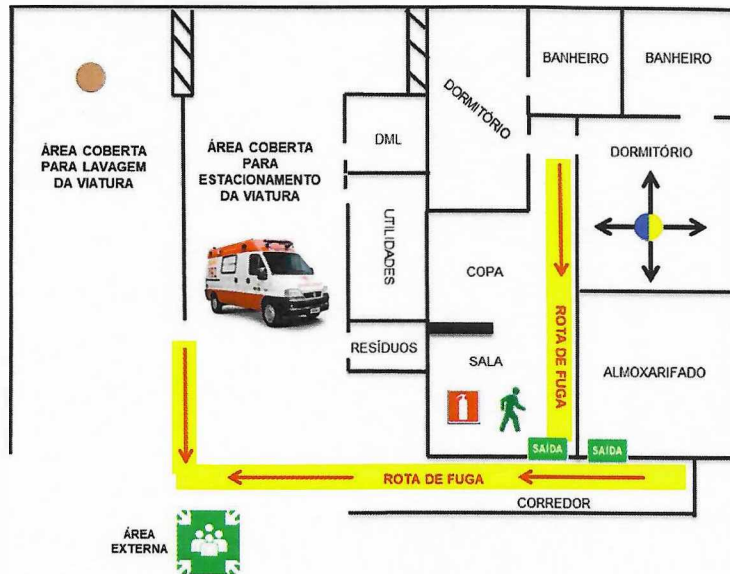 BANHEIRO
BANHEIRO
DORMITÓRIO
DML
ÁREA COBERTA
PARA LAVAGEM
DA VIATURA
ÁREA COBERTA
PARA
ESTACIONAMENTO
DA VIATURA
DORMITÓRIO
UTILIDADES
COPA
ROTA DE FUGA
RESÍDUOS
SALA
ALMOXARIFADO
SAÍDA
SAÍDA
ROTA DE FUGA
CORREDOR
ÁREA
EXTERNA